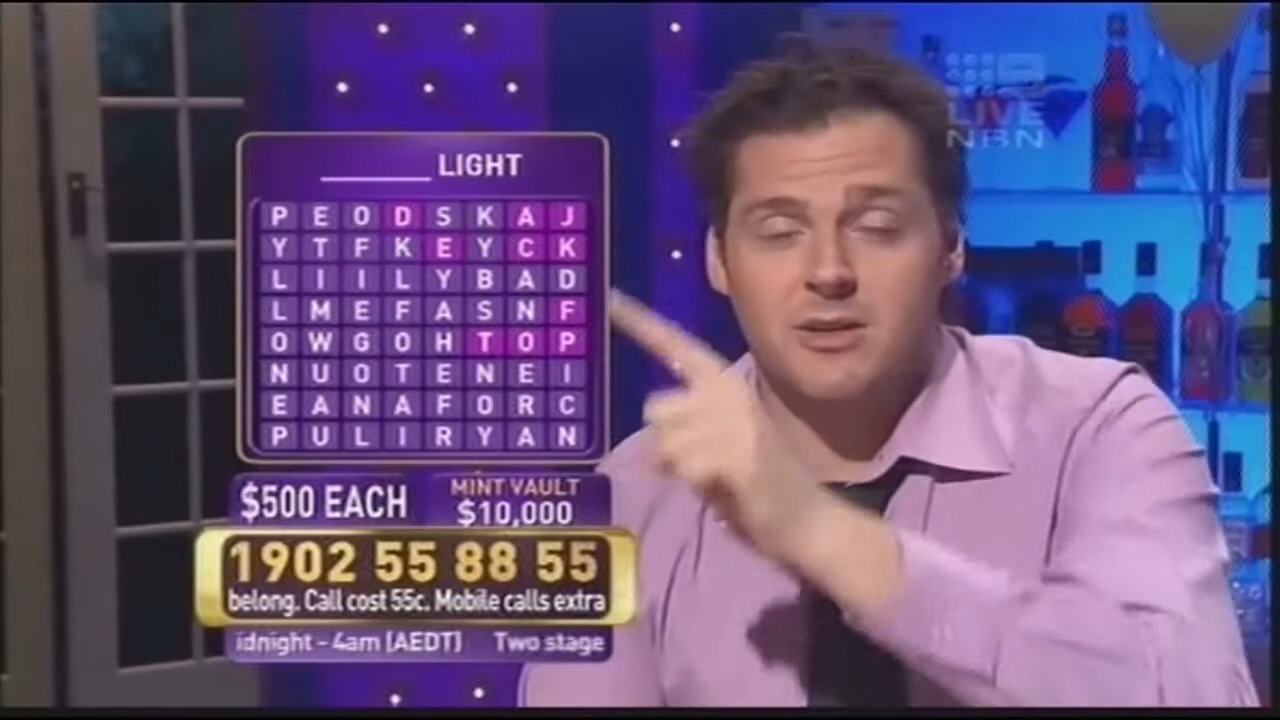 LIVE
NBN
______ LIGHT
P E O D S K A J
Y T F K E Y C K
L I I L Y B A D
L M E F A S N F
O W G O H T O P
N U O T E N E I
E A N A F O R C
P U L I R Y A N
$500 EACH
MINT VAULT
$10,000
1902 55 88 55
belong. Call cost 55c. Mobile calls extra
idnight - 4am (AEDT) Two stage